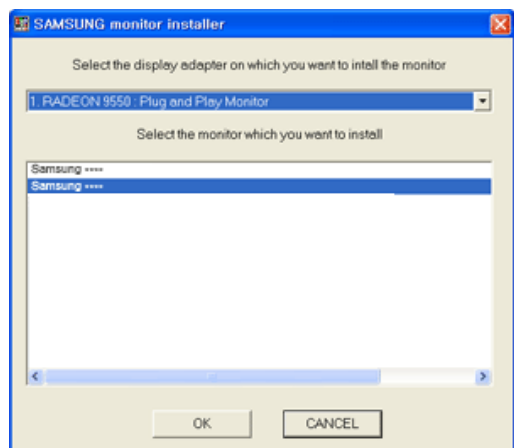 SAMSUNG monitor installer
Select the display adapter on which you want to intall the monitor
1. RADEON 9550 : Plug and Play Monitor
Select the monitor which you want to install
Samsung ****
Samsung ****
OK
CANCEL